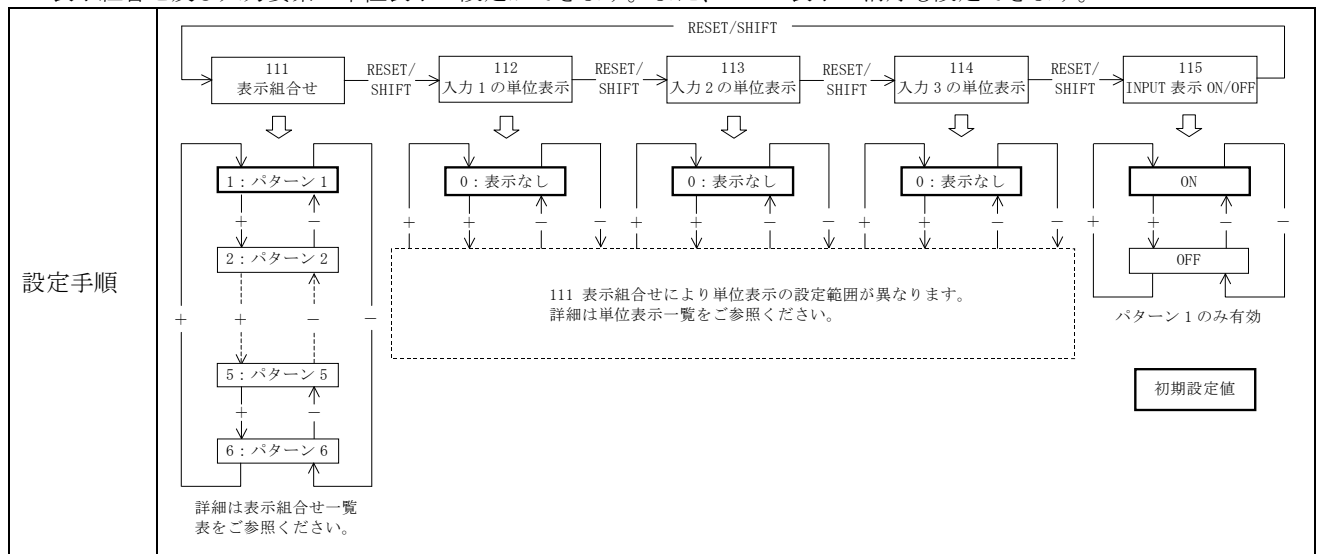 RESET/SHIFT
111
表示組合せ
RESET/
SHIFT
112
入力 1 の単位表示
RESET/
SHIFT
113
入力 2 の単位表示
RESET/
SHIFT
114
入力 3 の単位表示
RESET/
SHIFT
115
INPUT 表示 ON/OFF
設定手順
1：パターン 1
+ −
2：パターン 2
+ + − −
5：パターン 5
+ −
6：パターン 6
詳細は表示組合せ一覧
表をご参照ください。
0：表示なし
+ + − −
0：表示なし
+ + − −
0：表示なし
+ + − −
111 表示組合せにより単位表示の設定範囲が異なります。
詳細は単位表示一覧をご参照ください。
ON
+ + − −
OFF
パターン 1 のみ有効
初期設定値